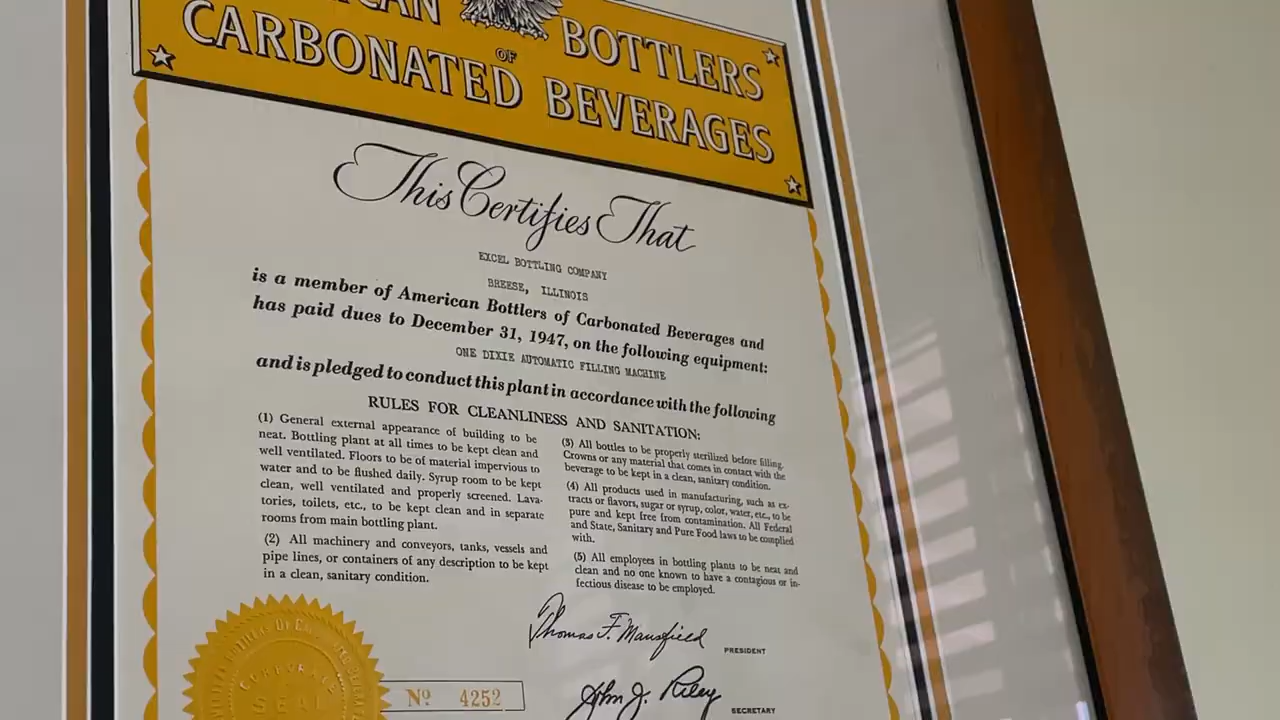 BOTTLERS
OF
CARBONATED BEVERAGES
This Certifies That
EXCEL BOTTLING COMPANY
BREESE, ILLINOIS
is a member of American Bottlers of Carbonated Beverages and
has paid dues to December 31, 1947, on the following equipment:
ONE DIXIE AUTOMATIC FILLING MACHINE
and is pledged to conduct this plant in accordance with the following
RULES FOR CLEANLINESS AND SANITATION:
(1) General external appearance of building to be
neat. Bottling plant at all times to be kept clean and
well ventilated. Floors to be of material impervious to
water and to be flushed daily. Syrup room to be kept
clean, well ventilated and properly screened. Lava-
tories, toilets, etc., to be kept clean and in separate
rooms from main bottling plant.
(2) All machinery and conveyors, tanks, vessels and
pipe lines, or containers of any description to be kept
in a clean, sanitary condition.
(3) All bottles to be properly sterilized before filling.
Crowns or any material that comes in contact with the
beverage to be kept in a clean, sanitary condition.
(4) All products used in manufacturing, such as ex-
tracts or flavors, sugar or syrup, color, water, etc., to be
pure and kept free from contamination. All Federal
and State, Sanitary and Pure Food laws to be complied
with.
(5) All employees in bottling plants to be neat and
clean and no one known to have a contagious or in-
fectious disease to be employed.
Thomas F. Mansfield
PRESIDENT
John J. Riley
SECRETARY
CORPORATE
SEAL
Nº 4252